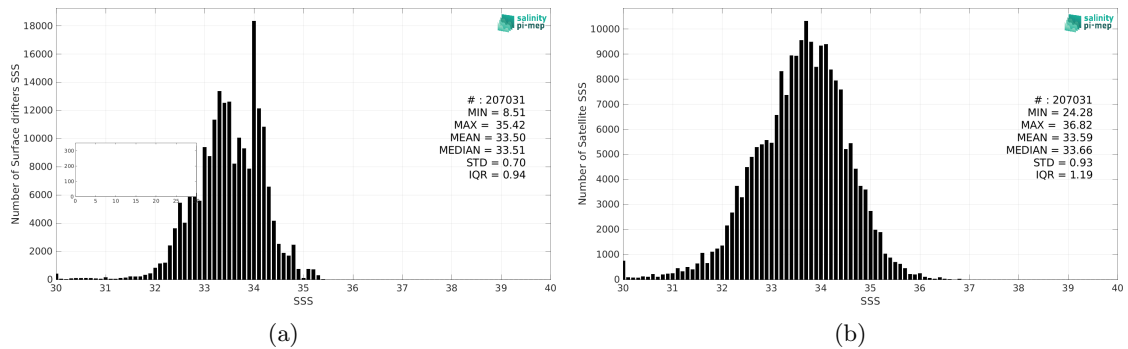 salinity
pi-mep
18000
16000
14000
12000
10000
8000
6000
4000
2000
0
Number of Surface drifters SSS
# : 207031
MIN = 8.51
MAX = 35.42
MEAN = 33.50
MEDIAN = 33.51
STD = 0.70
IQR = 0.94
300
200
100
0
0 5 10 15 20 25
30 31 32 33 34 35 36 37 38 39 40
SSS
(a)
salinity
pi-mep
10000
9000
8000
7000
6000
5000
4000
3000
2000
1000
0
Number of Satellite SSS
# : 207031
MIN = 24.28
MAX = 36.82
MEAN = 33.59
MEDIAN = 33.66
STD = 0.93
IQR = 1.19
30 31 32 33 34 35 36 37 38 39 40
SSS
(b)